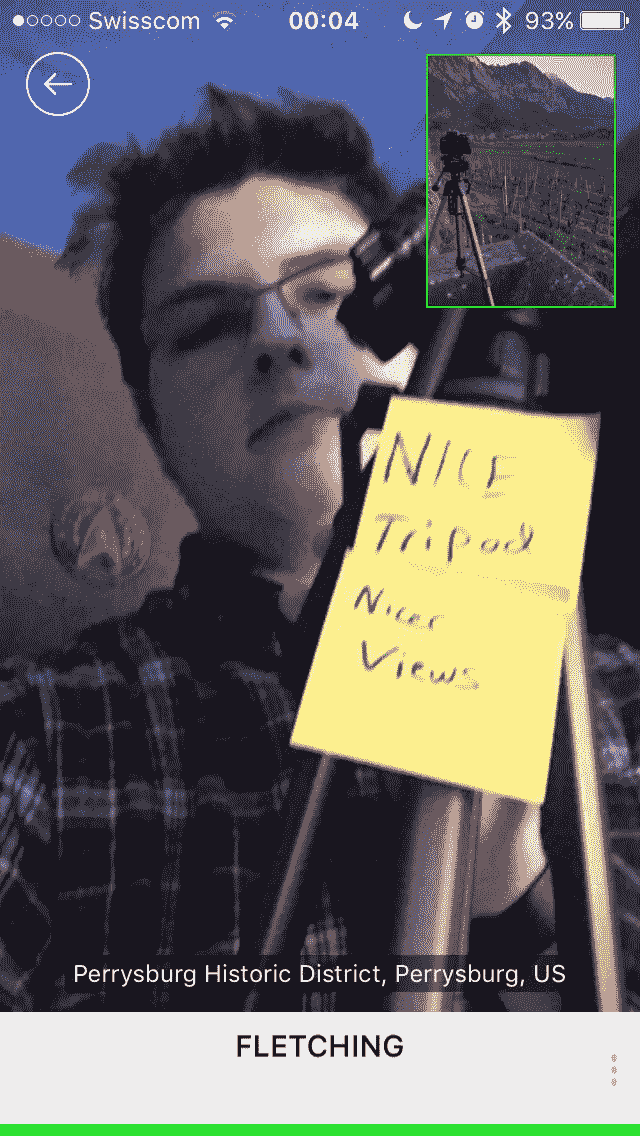 Swisscom 00:04 93%
NICE
Tripod
Nicer
Views
Perrysburg Historic District, Perrysburg, US
FLETCHING